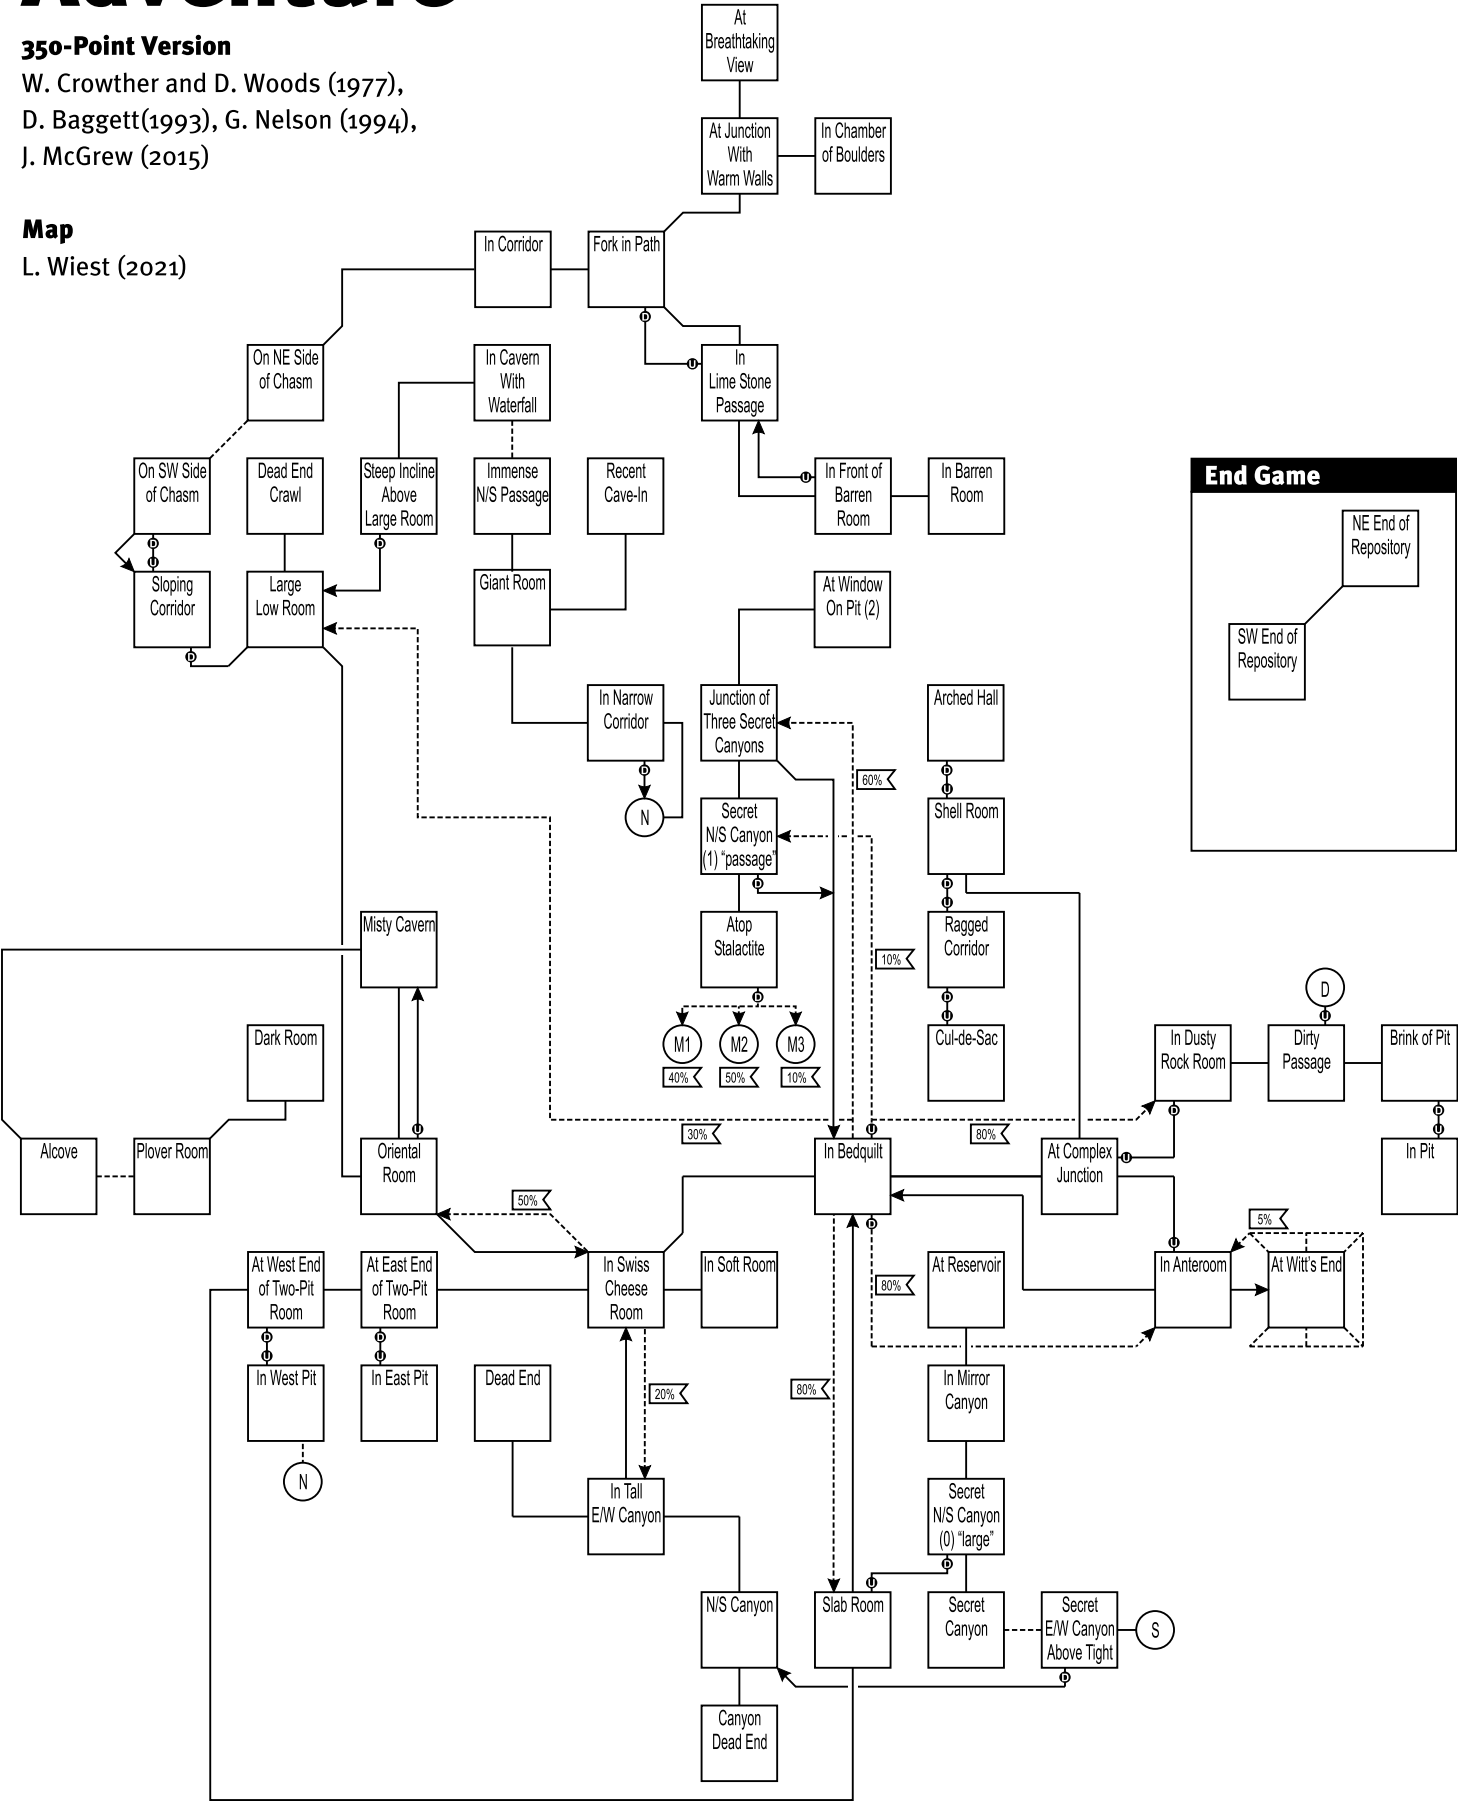 Adventure
350-Point Version
W. Crowther and D. Woods (1977),
D. Baggett(1993), G. Nelson (1994),
J. McGrew (2015)
Map
L. Wiest (2021)
At
Breathtaking
View
At Junction
With
Warm Walls
In Chamber
of Boulders
In Corridor
Fork in Path
D
On NE Side
of Chasm
In Cavern
With
Waterfall
U
In
Lime Stone
Passage
On SW Side
of Chasm
Dead End
Crawl
Steep Incline
Above
Large Room
Immense
N/S Passage
Recent
Cave-In
U
In Front of
Barren
Room
In Barren
Room
End Game
NE End of
Repository
SW End of
Repository
D
U
D
Sloping
Corridor
Large
Low Room
Giant Room
At Window
On Pit (2)
D
In Narrow
Corridor
Junction of
Three Secret
Canyons
Arched Hall
D
N
60%
D
U
Secret
N/S Canyon
(1) “passage”
Shell Room
D
D
U
Misty Cavern
Atop
Stalactite
10%
Ragged
Corridor
D
D
U
D
U
Dark Room
M1
M2
M3
40%
50%
10%
Cul-de-Sac
In Dusty
Rock Room
Dirty
Passage
Brink of Pit
D
D
U
U
30%
U
80%
Alcove
Plover Room
Oriental
Room
In Bedquilt
At Complex
Junction
U
In Pit
50%
D
U
5%
At West End
of Two-Pit
Room
At East End
of Two-Pit
Room
In Swiss
Cheese
Room
In Soft Room
80%
At Reservoir
In Anteroom
At Witt’s End
D
U
D
U
In West Pit
In East Pit
Dead End
20%
80%
In Mirror
Canyon
N
In Tall
E/W Canyon
Secret
N/S Canyon
(0) “large”
D
U
N/S Canyon
Slab Room
Secret
Canyon
Secret
E/W Canyon
Above Tight
S
D
Canyon
Dead End